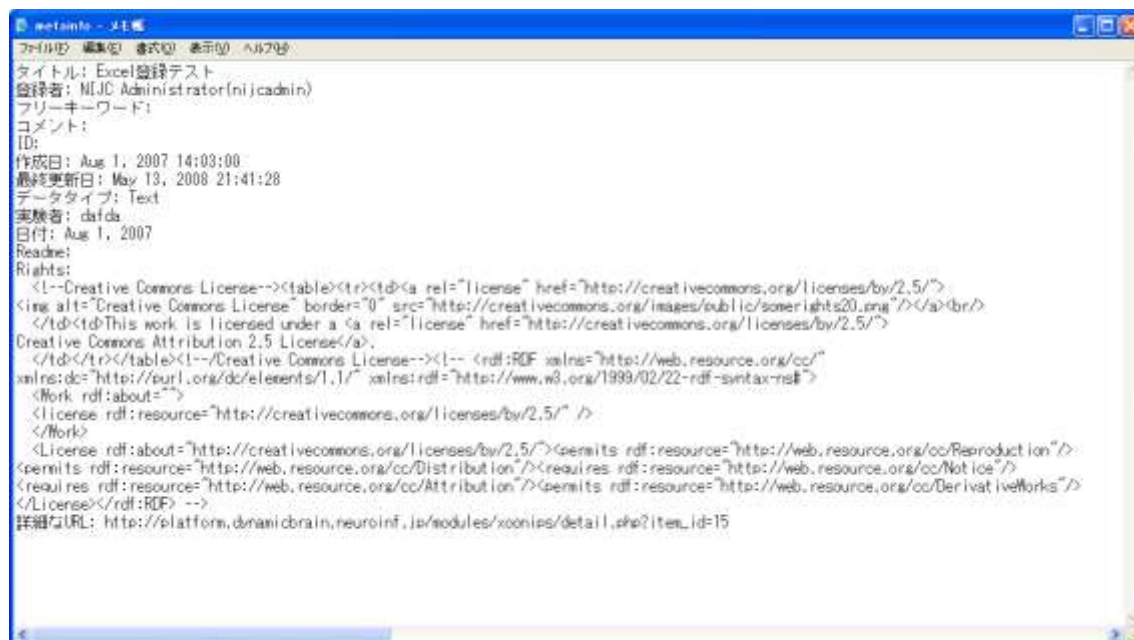 metainfo - メモ帳
ファイル(F) 編集(E) 書式(O) 表示(V) ヘルプ(H)
タイトル: Excel登録テスト
登録者: NIJC Administrator(nijcadmin)
フリーキーワード:
コメント:
ID:
作成日: Aug 1, 2007 14:03:00
最終更新日: May 13, 2008 21:41:28
データタイプ: Text
実験者: dafda
日付: Aug 1, 2007
Readme:
Rights:
<!--Creative Commons License--><table><tr><td><a rel="license" href="http://creativecommons.org/licenses/by/2.5/">
<img alt="Creative Commons License" border="0" src="http://creativecommons.org/images/public/somerights20.png"/></a><br/>
</td><td>This work is licensed under a <a rel="license" href="http://creativecommons.org/licenses/by/2.5/">
Creative Commons Attribution 2.5 License</a>.
</td></tr></table><!--/Creative Commons License--><!-- <rdf:RDF xmlns="http://web.resource.org/cc/"
xmlns:dc="http://purl.org/dc/elements/1.1/" xmlns:rdf="http://www.w3.org/1999/02/22-rdf-syntax-ns#">
<Work rdf:about="">
<license rdf:resource="http://creativecommons.org/licenses/by/2.5/" />
</Work>
<License rdf:about="http://creativecommons.org/licenses/by/2.5/"><permits rdf:resource="http://web.resource.org/cc/Reproduction"/>
<permits rdf:resource="http://web.resource.org/cc/Distribution"/><requires rdf:resource="http://web.resource.org/cc/Notice"/>
<requires rdf:resource="http://web.resource.org/cc/Attribution"/><permits rdf:resource="http://web.resource.org/cc/DerivativeWorks"/>
</License></rdf:RDF> -->
詳細なURL: http://platform.dynamicbrain.neuroinf.jp/modules/xoonips/detail.php?item_id=15